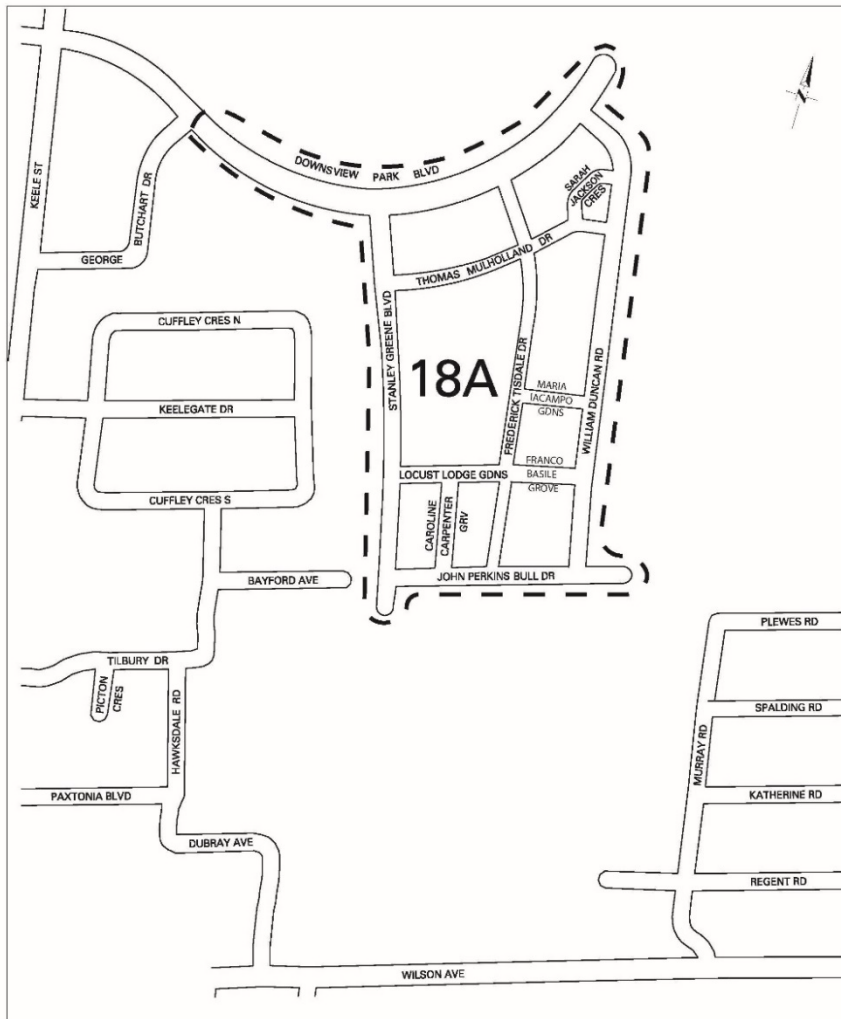 DOWNSVIEW PARK BLVD
KEELE ST
BUTCHART DR
GEORGE
SARAH
JACKSON
CRES
THOMAS MULHOLLAND DR
CUFFLEY CRES N
STANLEY GREENE BLVD
18A
FREDERICK TISDALE DR
MARIA
IACAMPO
GDNS
WILLIAM DUNCAN RD
KEELEGATE DR
LOCUST LODGE GDNS
FRANCO
BASILE
GROVE
CUFFLEY CRES S
CAROLINE
CARPENTER
GRV
BAYFORD AVE
JOHN PERKINS BULL DR
PLEWES RD
TILBURY DR
PICTON
CRES
HAWKSDALE RD
SPALDING RD
MURRAY RD
PAXTONIA BLVD
KATHERINE RD
DUBRAY AVE
REGENT RD
WILSON AVE